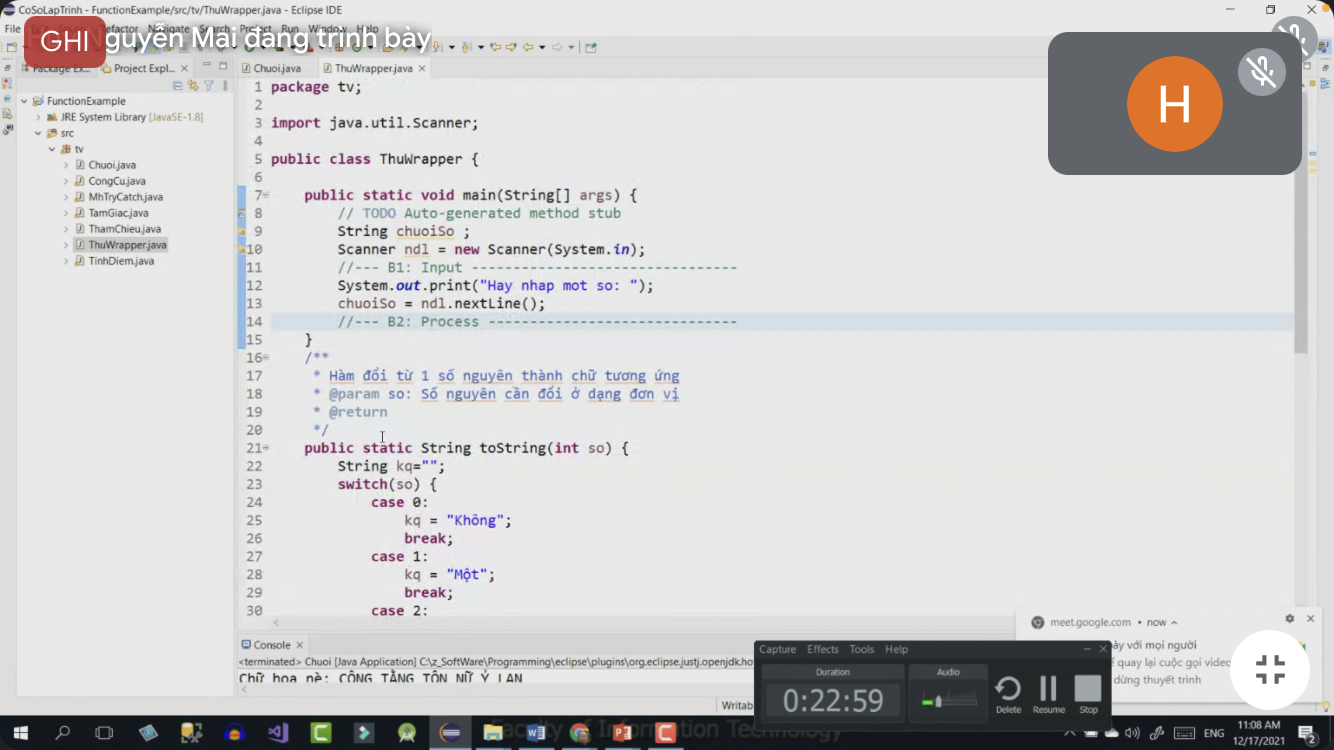 CoSoLapTrinh - FunctionExample/src/tv/ThuWrapper.java - Eclipse IDE
File Refactor Navigate Search Project Run Window Help
GHI guyễn Mai đang trình bày
Package Ex... Project Expl...
Chuoi.java ThuWrapper.java
FunctionExample
JRE System Library [JavaSE-1.8]
src
tv
Chuoi.java
CongCu.java
MhTryCatch.java
TamGiac.java
ThamChieu.java
ThuWrapper.java
TinhDiem.java
1 package tv;
2
3 import java.util.Scanner;
4
5 public class ThuWrapper {
6
7 public static void main(String[] args) {
8 // TODO Auto-generated method stub
9 String chuoiSo ;
10 Scanner ndl = new Scanner(System.in);
11 //--- B1: Input --------------------------------
12 System.out.print("Hay nhap mot so: ");
13 chuoiSo = ndl.nextLine();
14 //--- B2: Process ------------------------------
15 }
16 /**
17 * Hàm đổi từ 1 số nguyên thành chữ tương ứng
18 * @param so: Số nguyên cần đổi ở dạng đơn vị
19 * @return
20 */
21 public static String toString(int so) {
22 String kq="";
23 switch(so) {
24 case 0:
25 kq = "Không";
26 break;
27 case 1:
28 kq = "Một";
29 break;
30 case 2:
H
Console
<terminated> Chuoi [Java Application] C:\z_SoftWare\Programming\eclipse\plugins\org.eclipse.justj.openjdk.ho
Chữ hoa nè: CÔNG TẰNG TÔN NỮ Ý LAN
Writab
meet.google.com • now
ày với mọi người
quay lại cuộc gọi video
dừng thuyết trình
Capture Effects Tools Help
Duration Audio
0:22:59
Delete Resume Stop
Faculty of Information Technology
ENG
11:08 AM
12/17/2021
2